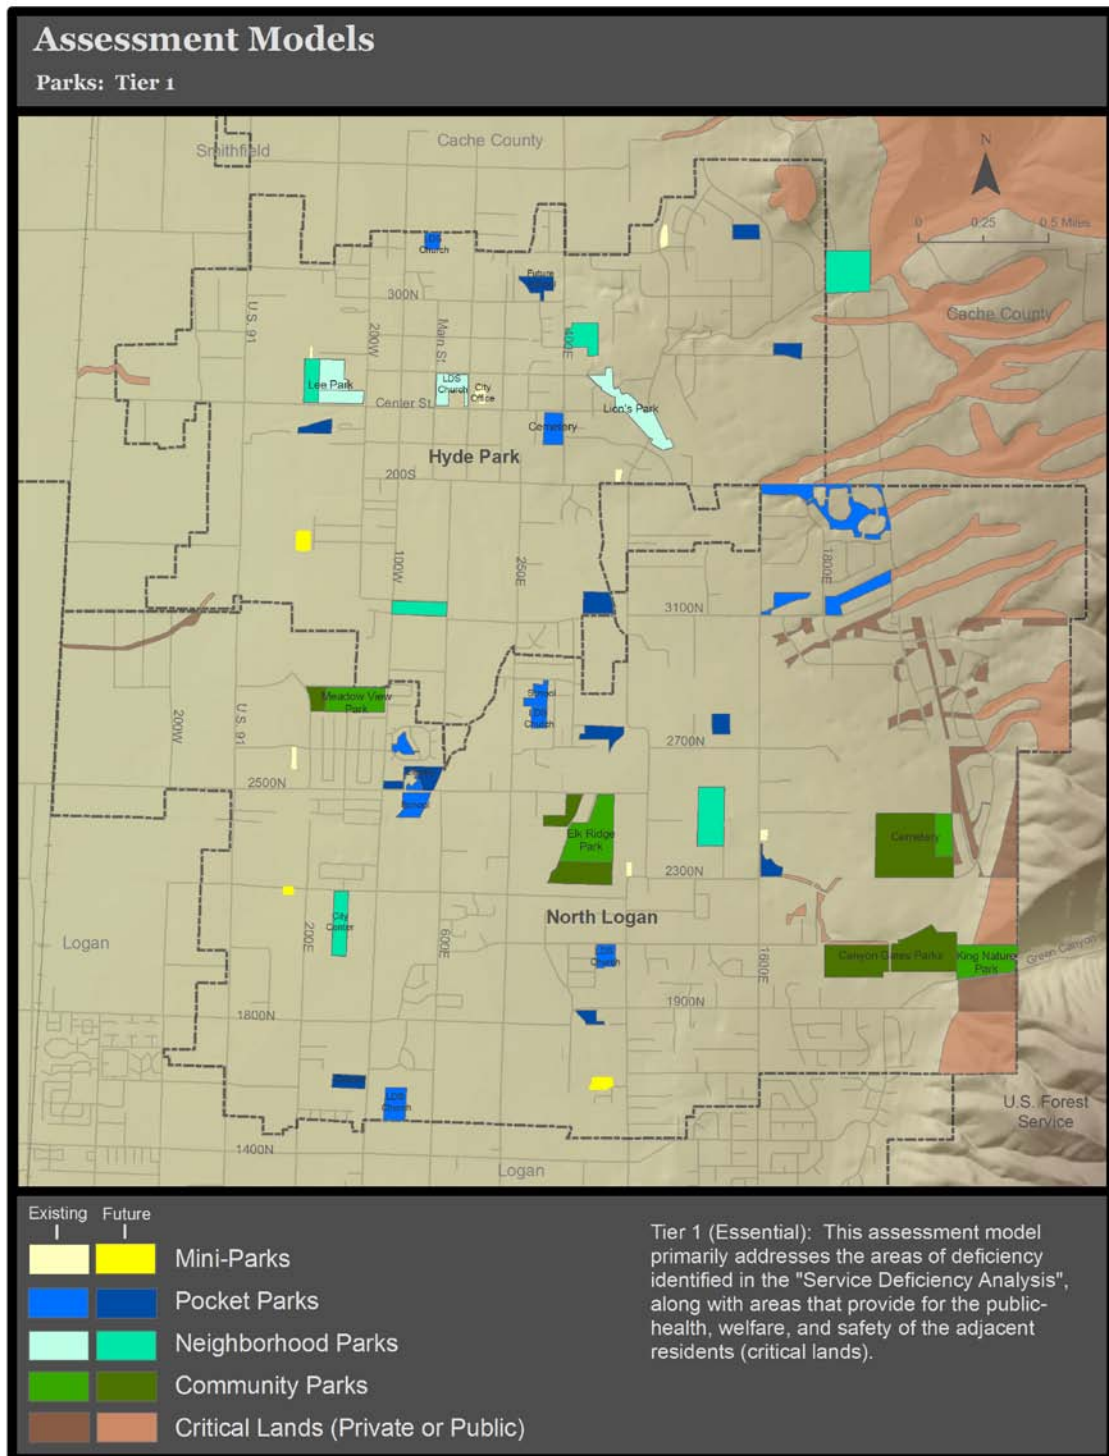 Assessment Models
Parks: Tier 1
Smithfield
Cache County
N
0 0.25 0.5 Miles
LDS
Church
Future
300N
U.S. 91
200W
Main St.
400E
Cache County
Lee Park
LDS
Church
City
Office
Center St.
Lion's Park
Cemetery
Hyde Park
200S
100W
250E
1800E
3100N
Meadow View
Park
School
LDS
Church
200W
U.S. 91
2700N
2500N
School
Elk Ridge
Park
Cemetery
2300N
North Logan
City
Center
Logan
200E
600E
LDS
Church
1600E
Canyon Gates Parks
King Nature
Park
Green Canyon
1900N
1800N
LDS
Church
U.S. Forest
Service
1400N
Logan
Existing Future
Mini-Parks
Pocket Parks
Neighborhood Parks
Community Parks
Critical Lands (Private or Public)
Tier 1 (Essential): This assessment model
primarily addresses the areas of deficiency
identified in the "Service Deficiency Analysis",
along with areas that provide for the public-
health, welfare, and safety of the adjacent
residents (critical lands).